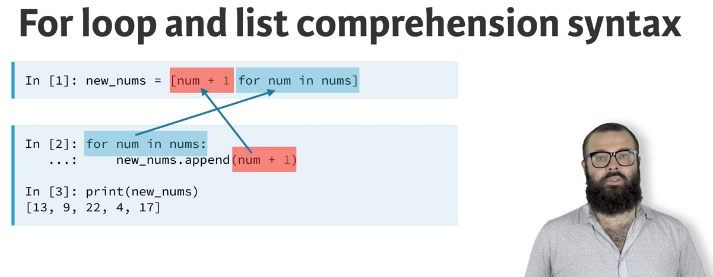 For loop and list comprehension syntax
In [1]: new_nums = [num + 1 for num in nums]
In [2]: for num in nums:
...: new_nums.append(num + 1)
In [3]: print(new_nums)
[13, 9, 22, 4, 17]